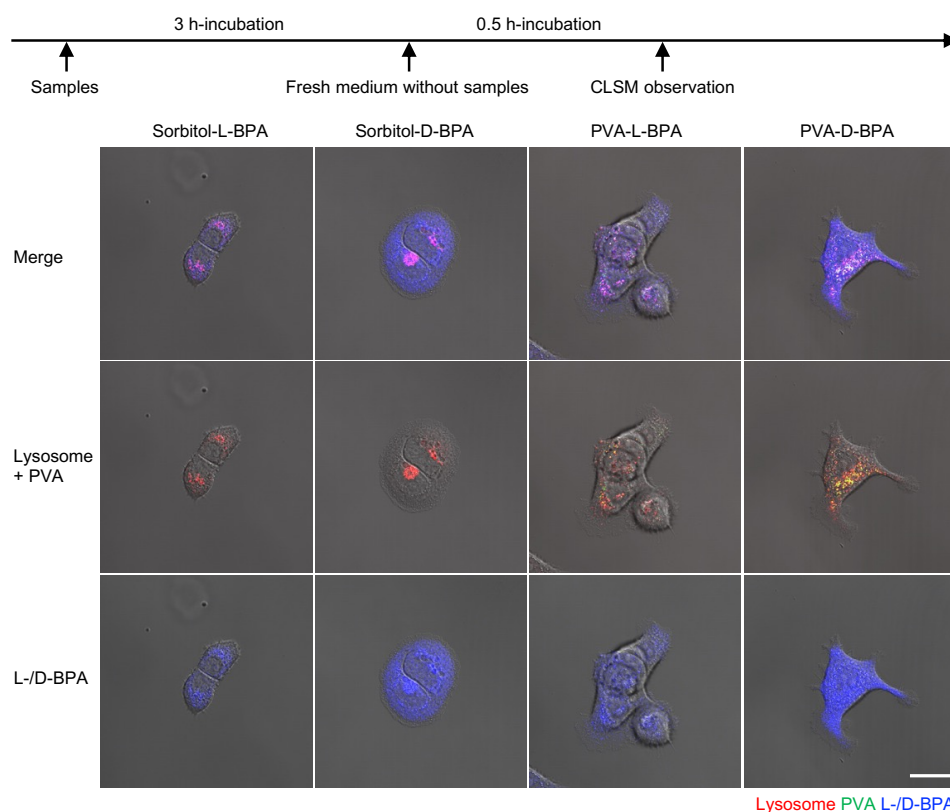 3 h-incubation 0.5 h-incubation
Samples Fresh medium without samples CLSM observation
Sorbitol-L-BPA Sorbitol-D-BPA PVA-L-BPA PVA-D-BPA
Merge
Lysosome
+ PVA
L-/D-BPA
Lysosome PVA L-/D-BPA